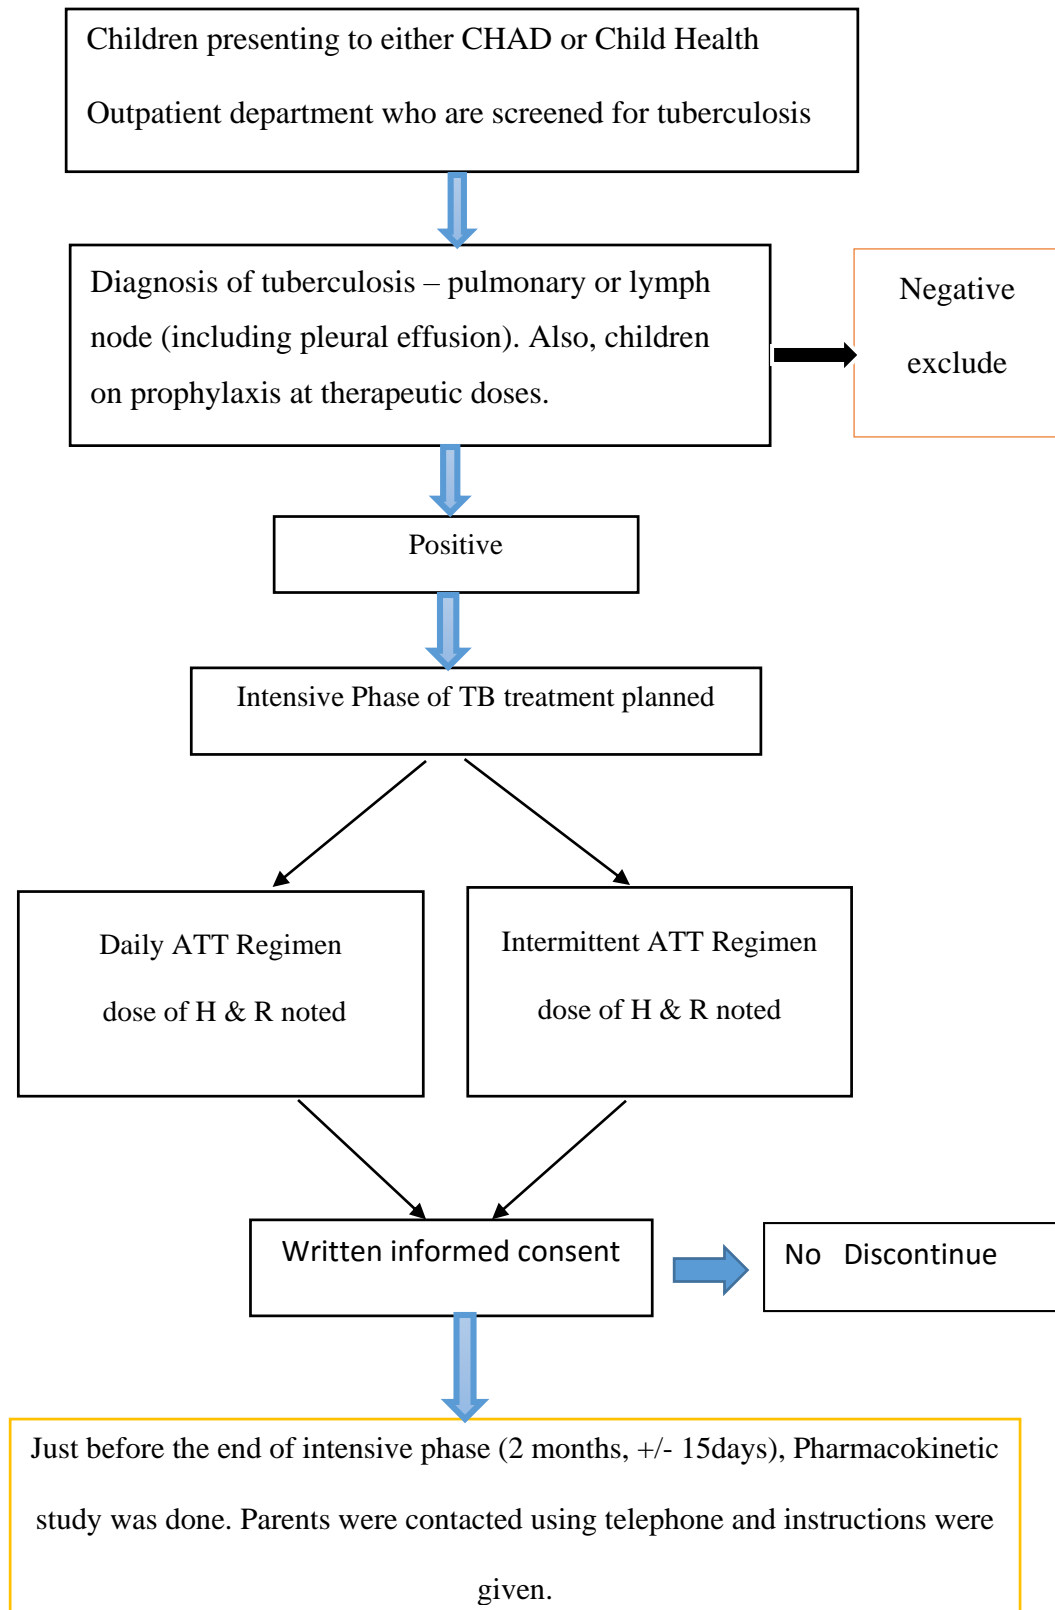 Children presenting to either CHAD or Child Health
Outpatient department who are screened for tuberculosis
Diagnosis of tuberculosis – pulmonary or lymph
node (including pleural effusion). Also, children
on prophylaxis at therapeutic doses.
Negative
exclude
Positive
Intensive Phase of TB treatment planned
Daily ATT Regimen
dose of H & R noted
Intermittent ATT Regimen
dose of H & R noted
Written informed consent
No Discontinue
Just before the end of intensive phase (2 months, +/- 15days), Pharmacokinetic
study was done. Parents were contacted using telephone and instructions were
given.